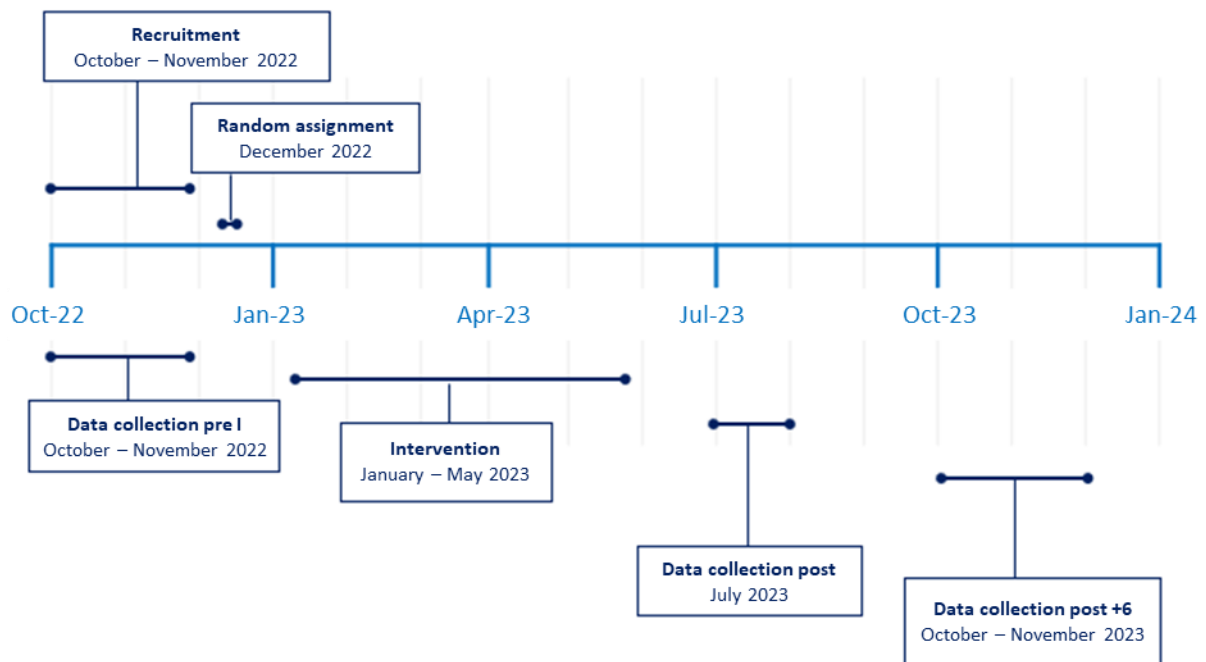 Recruitment
October – November 2022
Random assignment
December 2022
Oct-22
Jan-23
Apr-23
Jul-23
Oct-23
Jan-24
Data collection pre I
October – November 2022
Intervention
January – May 2023
Data collection post
July 2023
Data collection post +6
October – November 2023